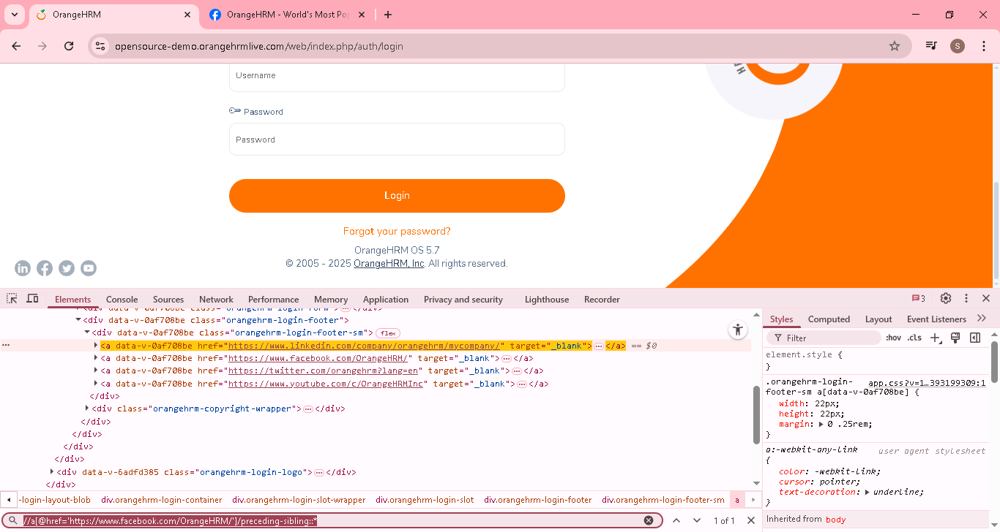 OrangeHRM
OrangeHRM - World's Most Po
opensource-demo.orangehrmlive.com/web/index.php/auth/login
S
Username
Password
Password
Login
Forgot your password?
OrangeHRM OS 5.7
© 2005 - 2025 OrangeHRM, Inc. All rights reserved.
Elements Console Sources Network Performance Memory Application Privacy and security Lighthouse Recorder 3
<div data-v-0af708be class="orangehrm-login-form">…</div>
<div data-v-0af708be class="orangehrm-login-footer">
<div data-v-0af708be class="orangehrm-login-footer-sm"> flex
<a data-v-0af708be href="https://www.linkedin.com/company/orangehrm/mycompany/" target="_blank">…</a> == $0
<a data-v-0af708be href="https://www.facebook.com/OrangeHRM/" target="_blank">…</a>
<a data-v-0af708be href="https://twitter.com/orangehrm?lang=en" target="_blank">…</a>
<a data-v-0af708be href="https://www.youtube.com/c/OrangeHRMInc" target="_blank">…</a>
</div>
<div class="orangehrm-copyright-wrapper">…</div>
</div>
</div>
</div>
</div>
<div data-v-6adfd385 class="orangehrm-login-logo">…</div>
</div>
-login-layout-blob div.orangehrm-login-container div.orangehrm-login-slot-wrapper div.orangehrm-login-slot div.orangehrm-login-footer div.orangehrm-login-footer-sm a
//a[@href='https://www.facebook.com/OrangeHRM/']/preceding-sibling::*
1 of 1
Styles Computed Layout Event Listeners
Filter :hov .cls
element.style {
}
.orangehrm-login- app.css?v=1…393199309:1
footer-sm a[data-v-0af708be] {
width: 22px;
height: 22px;
margin: 0 .25rem;
}
a:-webkit-any-link user agent stylesheet
{
color: -webkit-link;
cursor: pointer;
text-decoration: underline;
}
Inherited from body